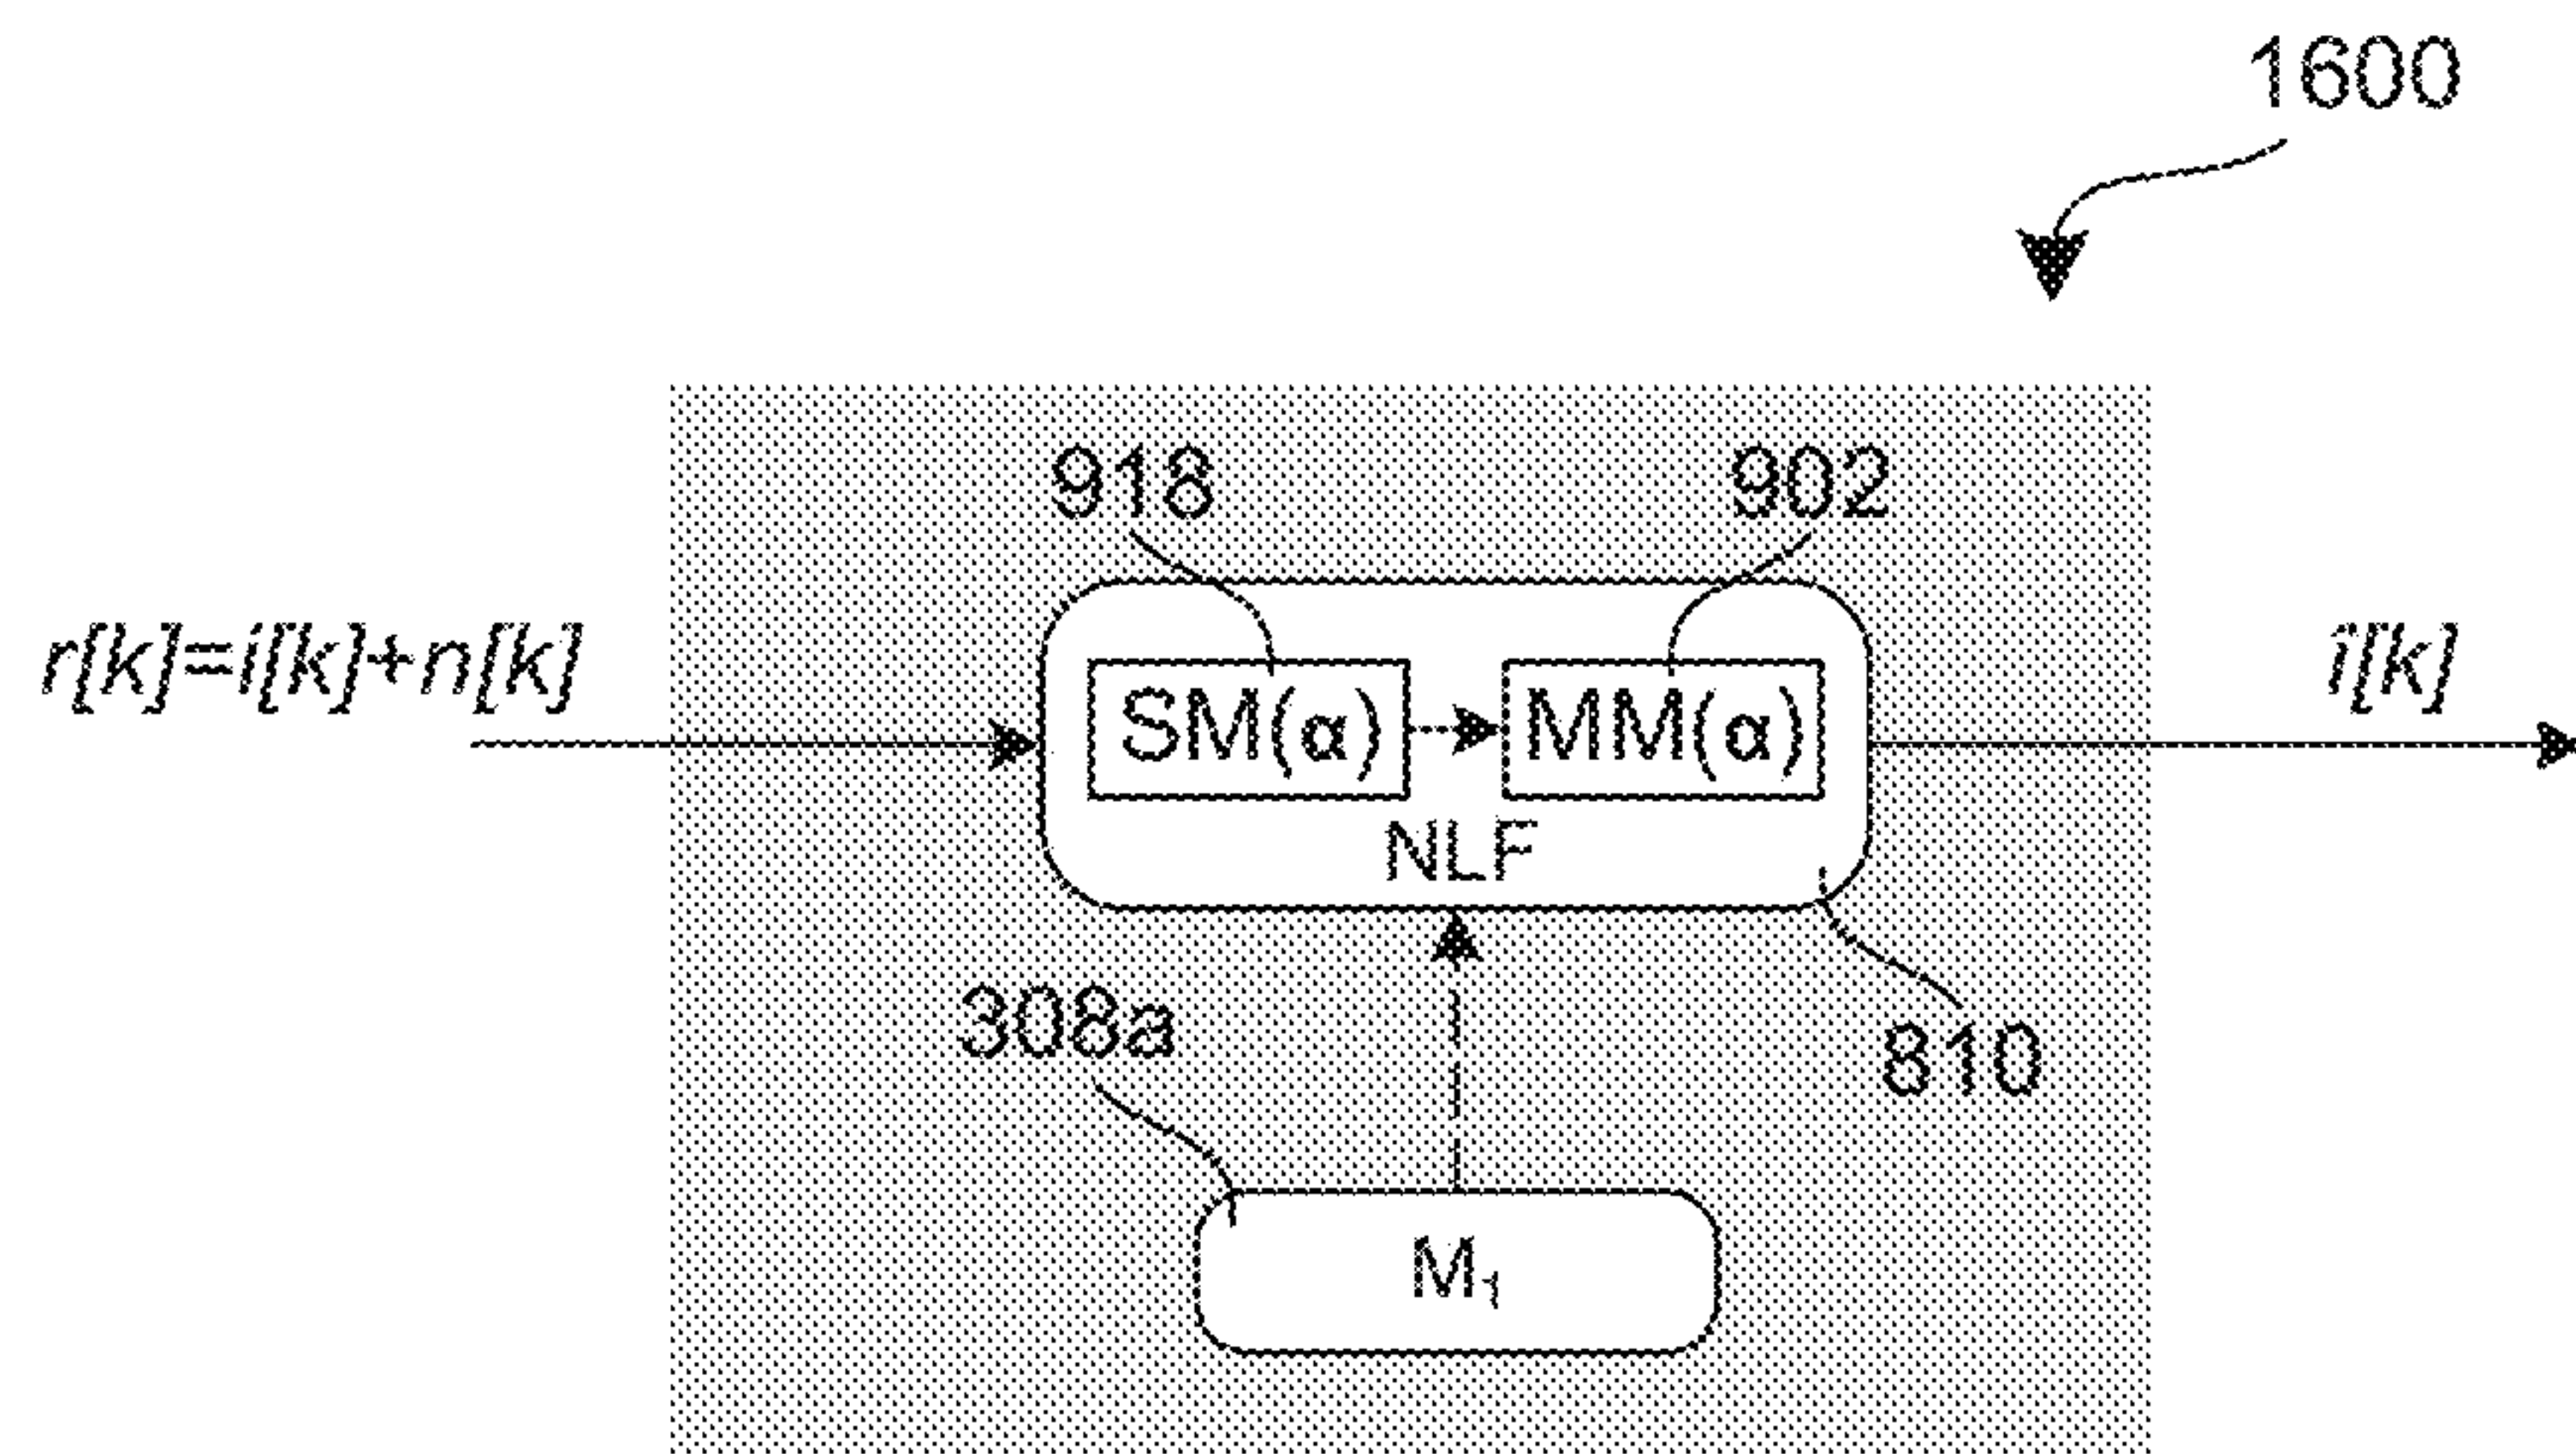 1600
918
902
r[k]=i[k]+n[k]
SM(α)
MM(α)
î[k]
NLF
308a
810
M₁